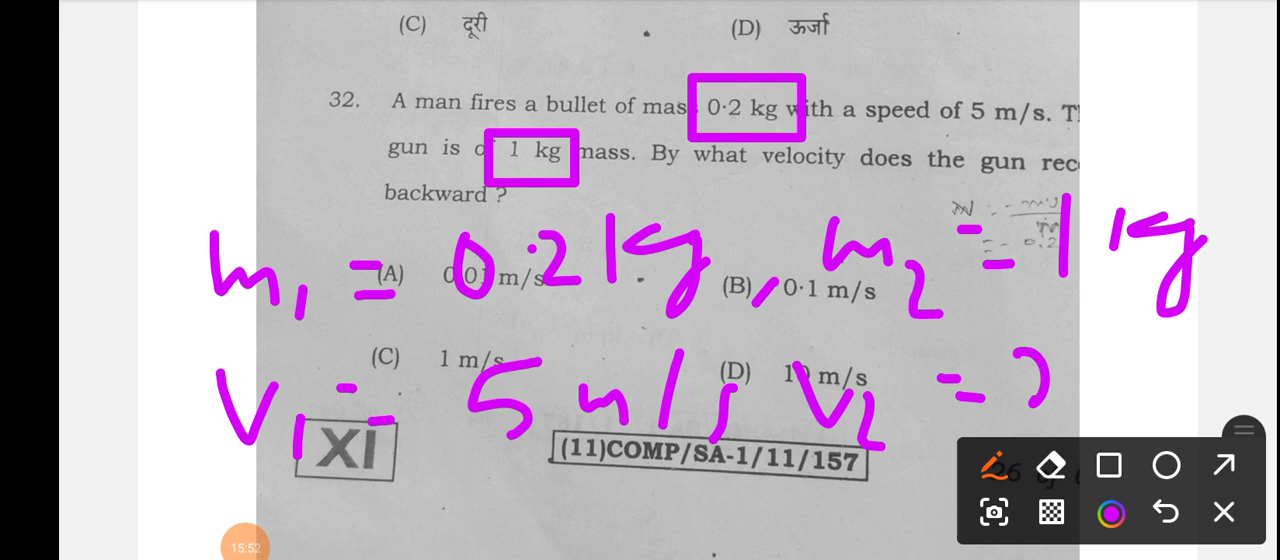 (C) दूरी (D) ऊर्जा
32. A man fires a bullet of mas 0·2 kg with a speed of 5 m/s. T
gun is o 1 kg mass. By what velocity does the gun rec
backward ?
m1 = 0.2 kg, m2 = 1 kg
(A) m/s (B) 0·1 m/s
(C) 1 m/s (D) m/s
V1 = 5 m/s V2 = ?
XI (11)COMP/SA-1/11/157
15:52